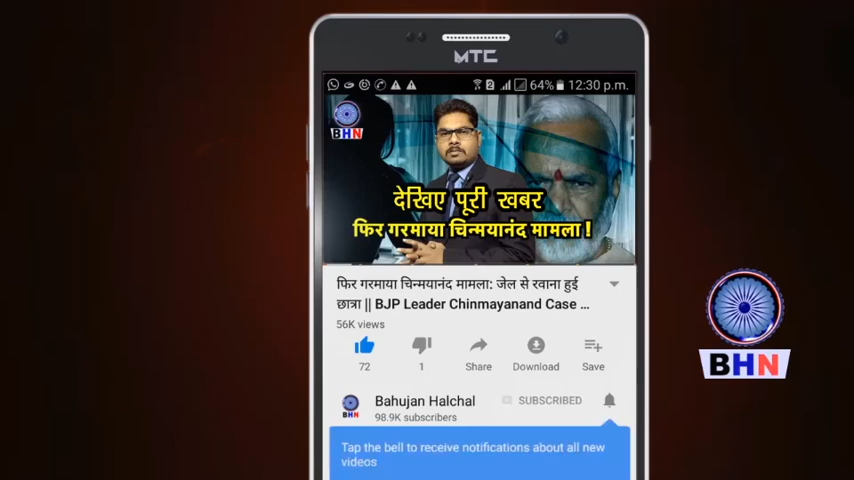 MTC
64% 12:30 p.m.
BHN
देखिए पूरी खबर
फिर गरमाया चिन्मयानंद मामला !
फिर गरमाया चिन्मयानंद मामला: जेल से रवाना हुई
छात्रा || BJP Leader Chinmayanand Case ...
56K views
72
1
Share
Download
Save
BHN
Bahujan Halchal
SUBSCRIBED
98.9K subscribers
Tap the bell to receive notifications about all new
videos
BHN